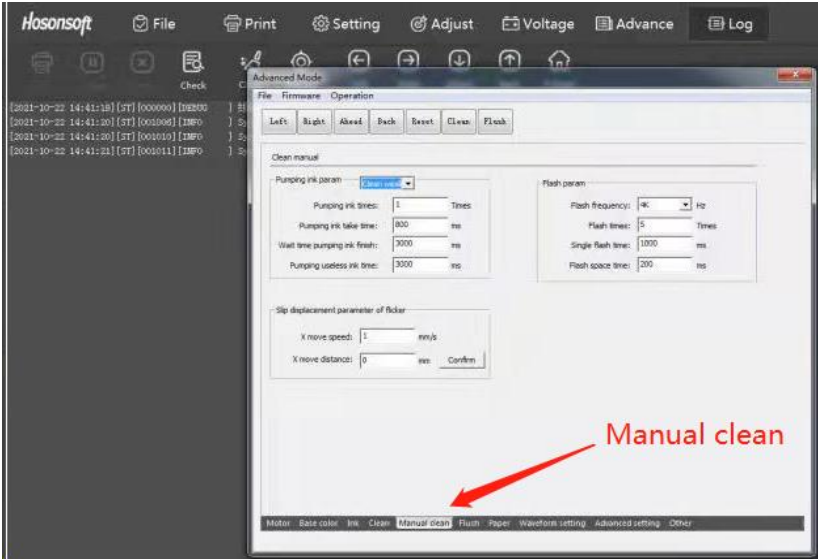 Hosonsoft File Print Setting Adjust Voltage Advance Log
Check
Advanced Mode
[2021-10-22 14:41:19][ST][000000][DEBUG ]
[2021-10-22 14:41:20][ST][001006][INFO ]
[2021-10-22 14:41:20][ST][001010][INFO ]
[2021-10-22 14:41:21][ST][001011][INFO ]
File Firmware Operation
Left Right Ahead Back Reset Clean Flush
Clean manual
Pumping ink param Clean weak
Pumping ink times: 1 Times
Pumping ink take time: 800 ms
Wait time pumping ink finish: 3000 ms
Pumping useless ink time: 3000 ms
Flash param
Flash frequency: 4K Hz
Flash times: 5 Times
Single flash time: 1000 ms
Flash space time: 200 ms
Slip displacement parameter of flicker
X move speed: 1 mm/s
X move distance: 0 mm Confirm
Manual clean
Motor Base color Ink Clean Manual clean Flush Paper Waveform setting Advanced setting Other